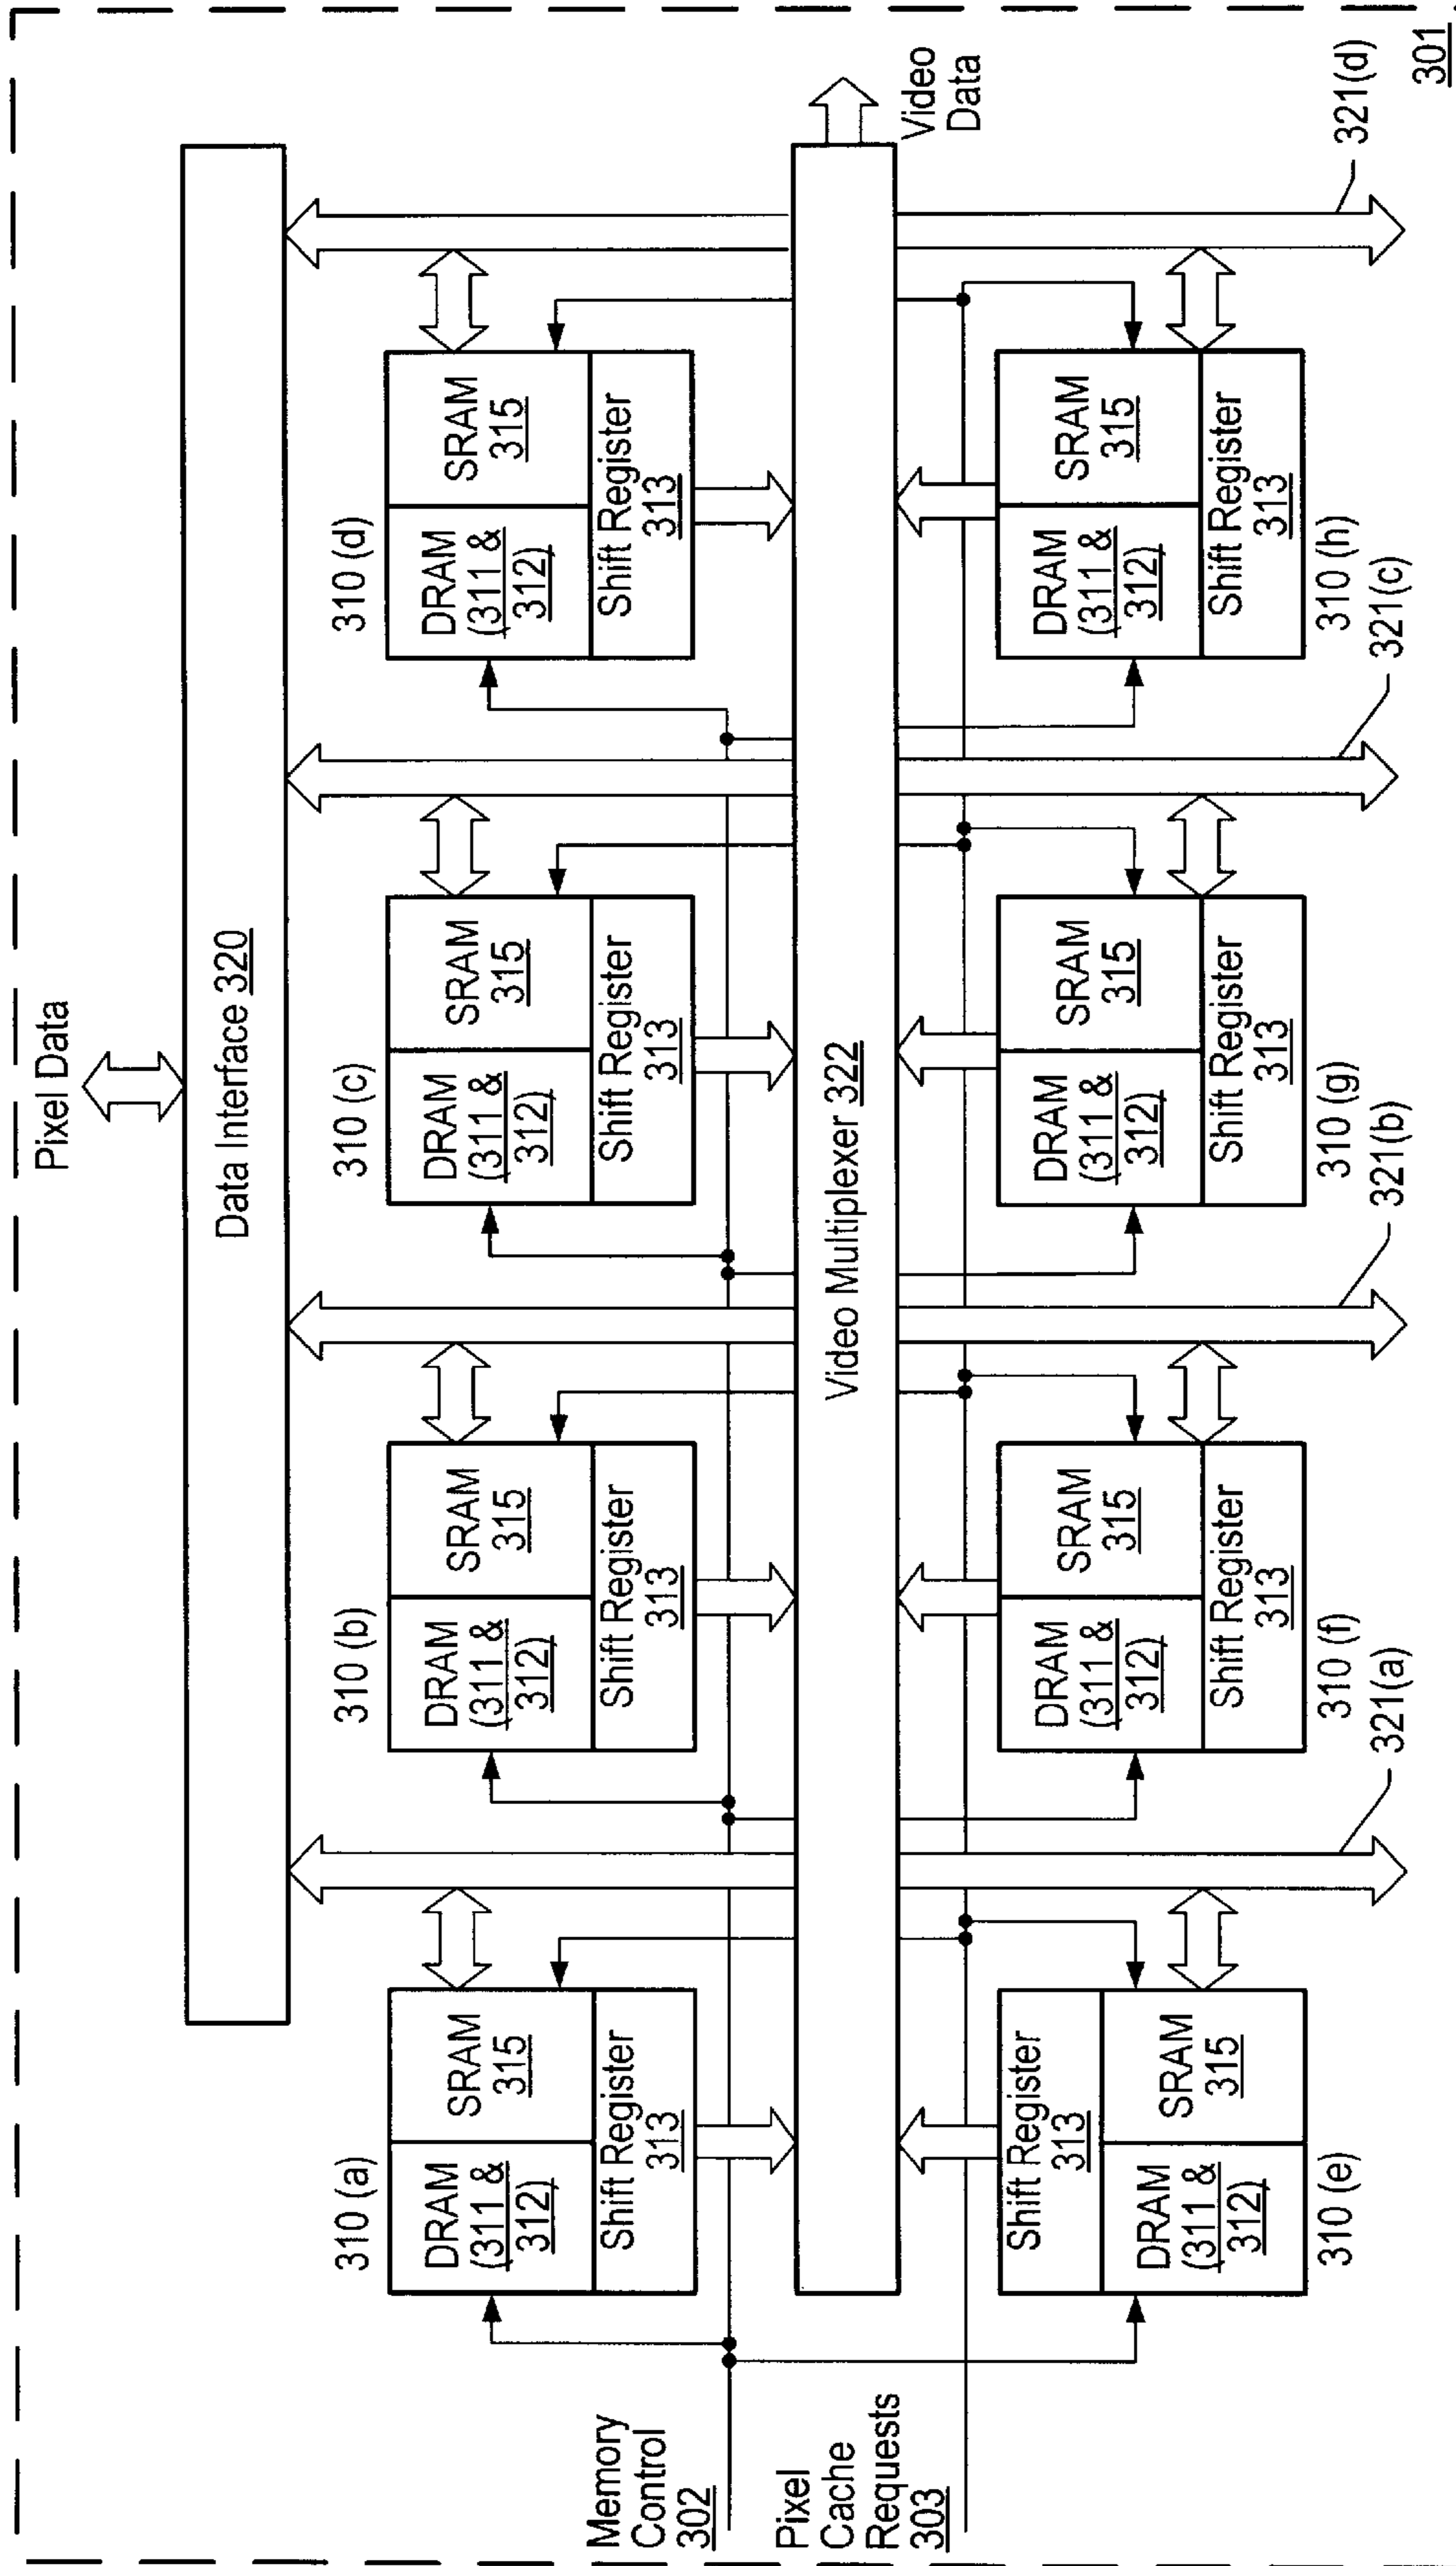 Pixel Data
Data Interface 320
310 (a)
DRAM
(311 &
312)
SRAM
315
Shift Register
313
310 (b)
DRAM
(311 &
312)
SRAM
315
Shift Register
313
310 (c)
DRAM
(311 &
312)
SRAM
315
Shift Register
313
310 (d)
DRAM
(311 &
312)
SRAM
315
Shift Register
313
Memory
Control
302
Video Multiplexer 322
Video
Data
Pixel
Cache
Requests
303
Shift Register
313
DRAM
(311 &
312)
SRAM
315
310 (e)
321(a)
DRAM
(311 &
312)
SRAM
315
Shift Register
313
310 (f)
321(b)
DRAM
(311 &
312)
SRAM
315
Shift Register
313
310 (g)
321(c)
DRAM
(311 &
312)
SRAM
315
Shift Register
313
310 (h)
321(d)
301